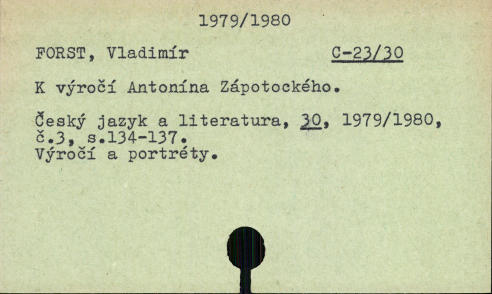 1979/1980
FORST, Vladimír C-23/30
K výročí Antonína Zápotockého.
Český jazyk a literatura, 30, 1979/1980,
č.3, s.134-137.
Výročí a portréty.